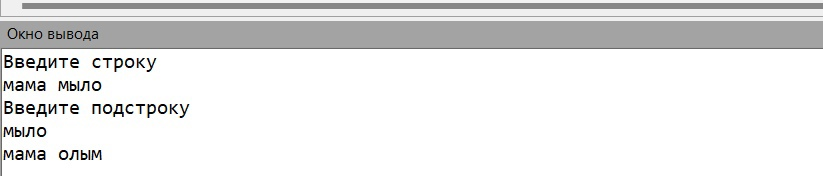 Окно вывода
Введите строку
мама мыло
Введите подстроку
мыло
мама олым